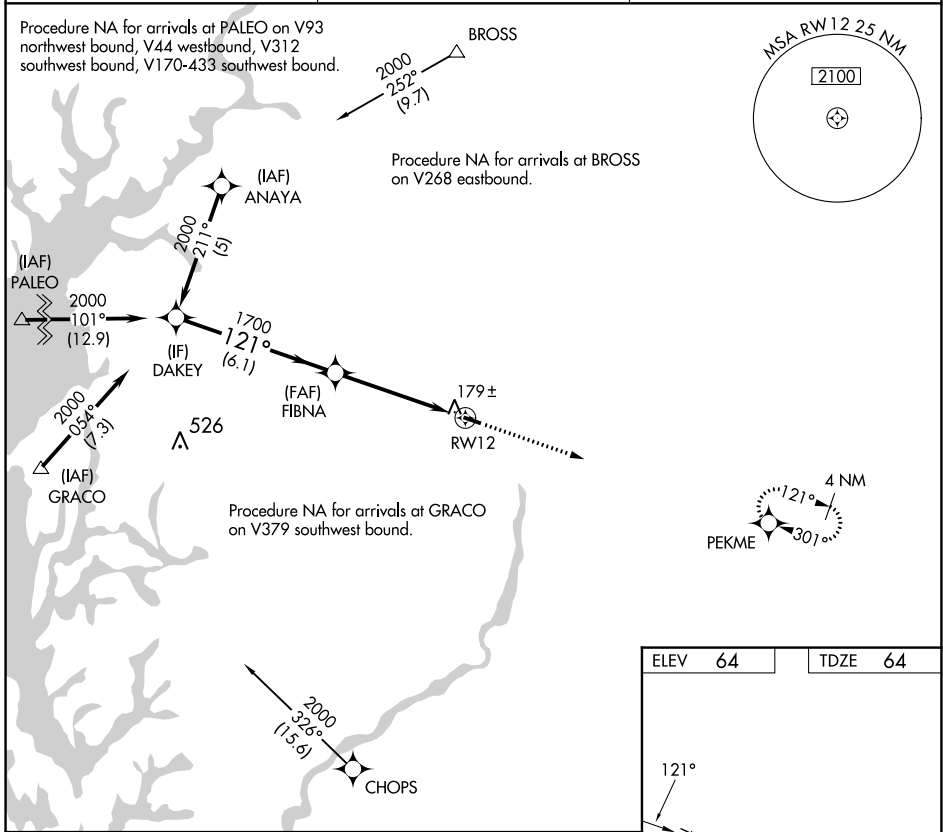 Procedure NA for arrivals at PALEO on V93
northwest bound, V44 westbound, V312
southwest bound, V170-433 southwest bound.
BROSS
2000
252°
(9.7)
MSA RW12 25 NM
2100
Procedure NA for arrivals at BROSS
on V268 eastbound.
(IAF)
ANAYA
2000
211°
(5)
(IAF)
PALEO
2000
101°
(12.9)
(IF)
DAKEY
1700
121°
(6.1)
(FAF)
FIBNA
179±
RW12
2000
054°
(7.3)
(IAF)
GRACO
526
Procedure NA for arrivals at GRACO
on V379 southwest bound.
4 NM
121°
301°
PEKME
2000
326°
(15.6)
CHOPS
ELEV 64
TDZE 64
121°